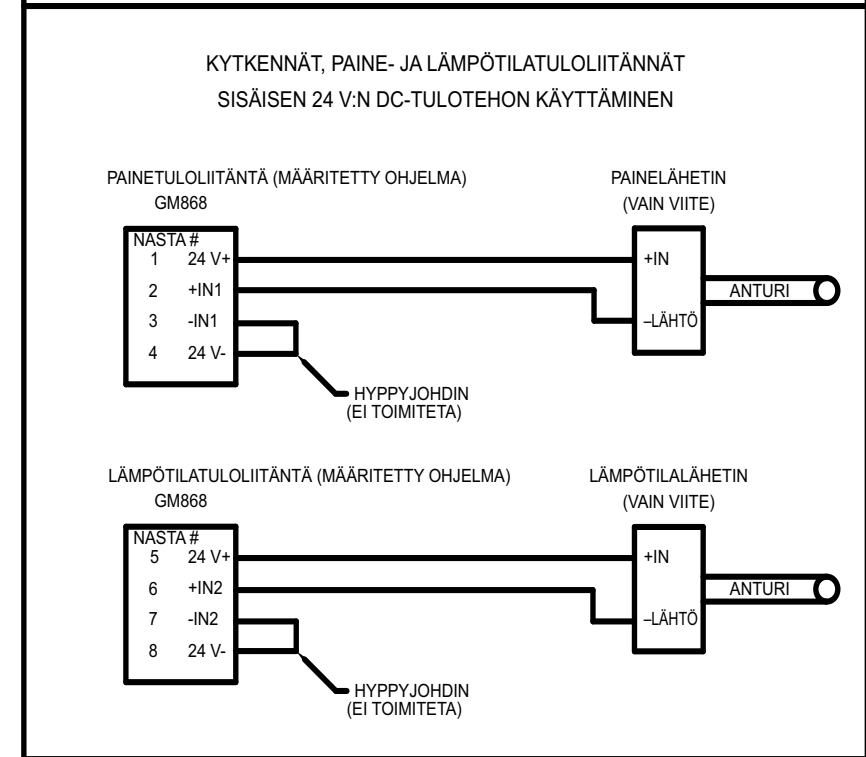 KYTKENNÄT, PAINE- JA LÄMPÖTILATULOLIITÄNNÄT
SISÄISEN 24 V:N DC-TULOTEHON KÄYTTÄMINEN
PAINETULOLIITÄNTÄ (MÄÄRITETTY OHJELMA)
GM868
NASTA #
1 24 V+
2 +IN1
3 -IN1
4 24 V-
HYPPYJOHDIN
(EI TOIMITETA)
PAINELÄHETIN
(VAIN VIITE)
+IN
–LÄHTÖ
ANTURI
LÄMPÖTILATULOLIITÄNTÄ (MÄÄRITETTY OHJELMA)
GM868
NASTA #
5 24 V+
6 +IN2
7 -IN2
8 24 V-
HYPPYJOHDIN
(EI TOIMITETA)
LÄMPÖTILALÄHETIN
(VAIN VIITE)
+IN
–LÄHTÖ
ANTURI